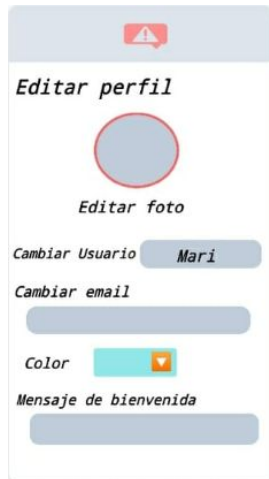 Editar perfil
Editar foto
Cambiar Usuario Mari
Cambiar email
Color
Mensaje de bienvenida